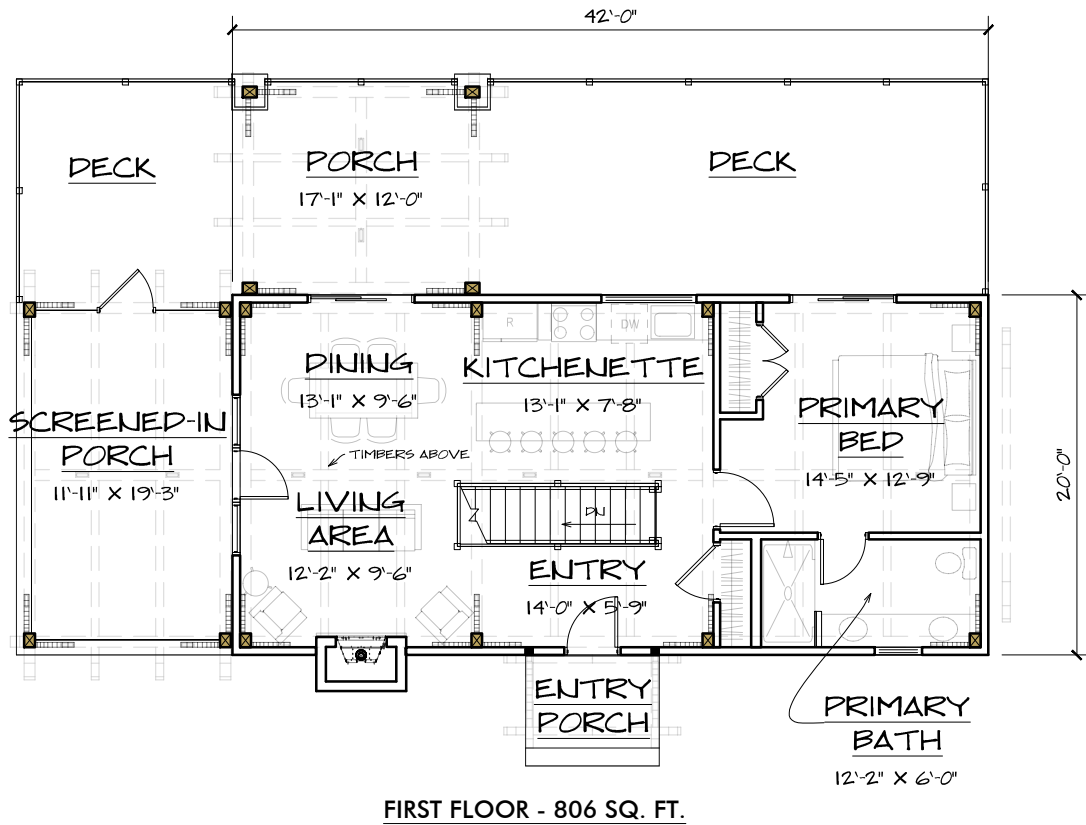 42'-0"
DECK
PORCH
17'-1" X 12'-0"
DECK
R
DW
DINING
13'-1" X 9'-6"
KITCHENETTE
13'-1" X 7'-8"
SCREENED-IN
PORCH
11'-11" X 19'-3"
PRIMARY
BED
14'-5" X 12'-9"
TIMBERS ABOVE
20'-0"
LIVING
AREA
12'-2" X 9'-6"
DN
ENTRY
14'-0" X 5'-9"
ENTRY
PORCH
PRIMARY
BATH
12'-2" X 6'-0"
FIRST FLOOR - 806 SQ. FT.